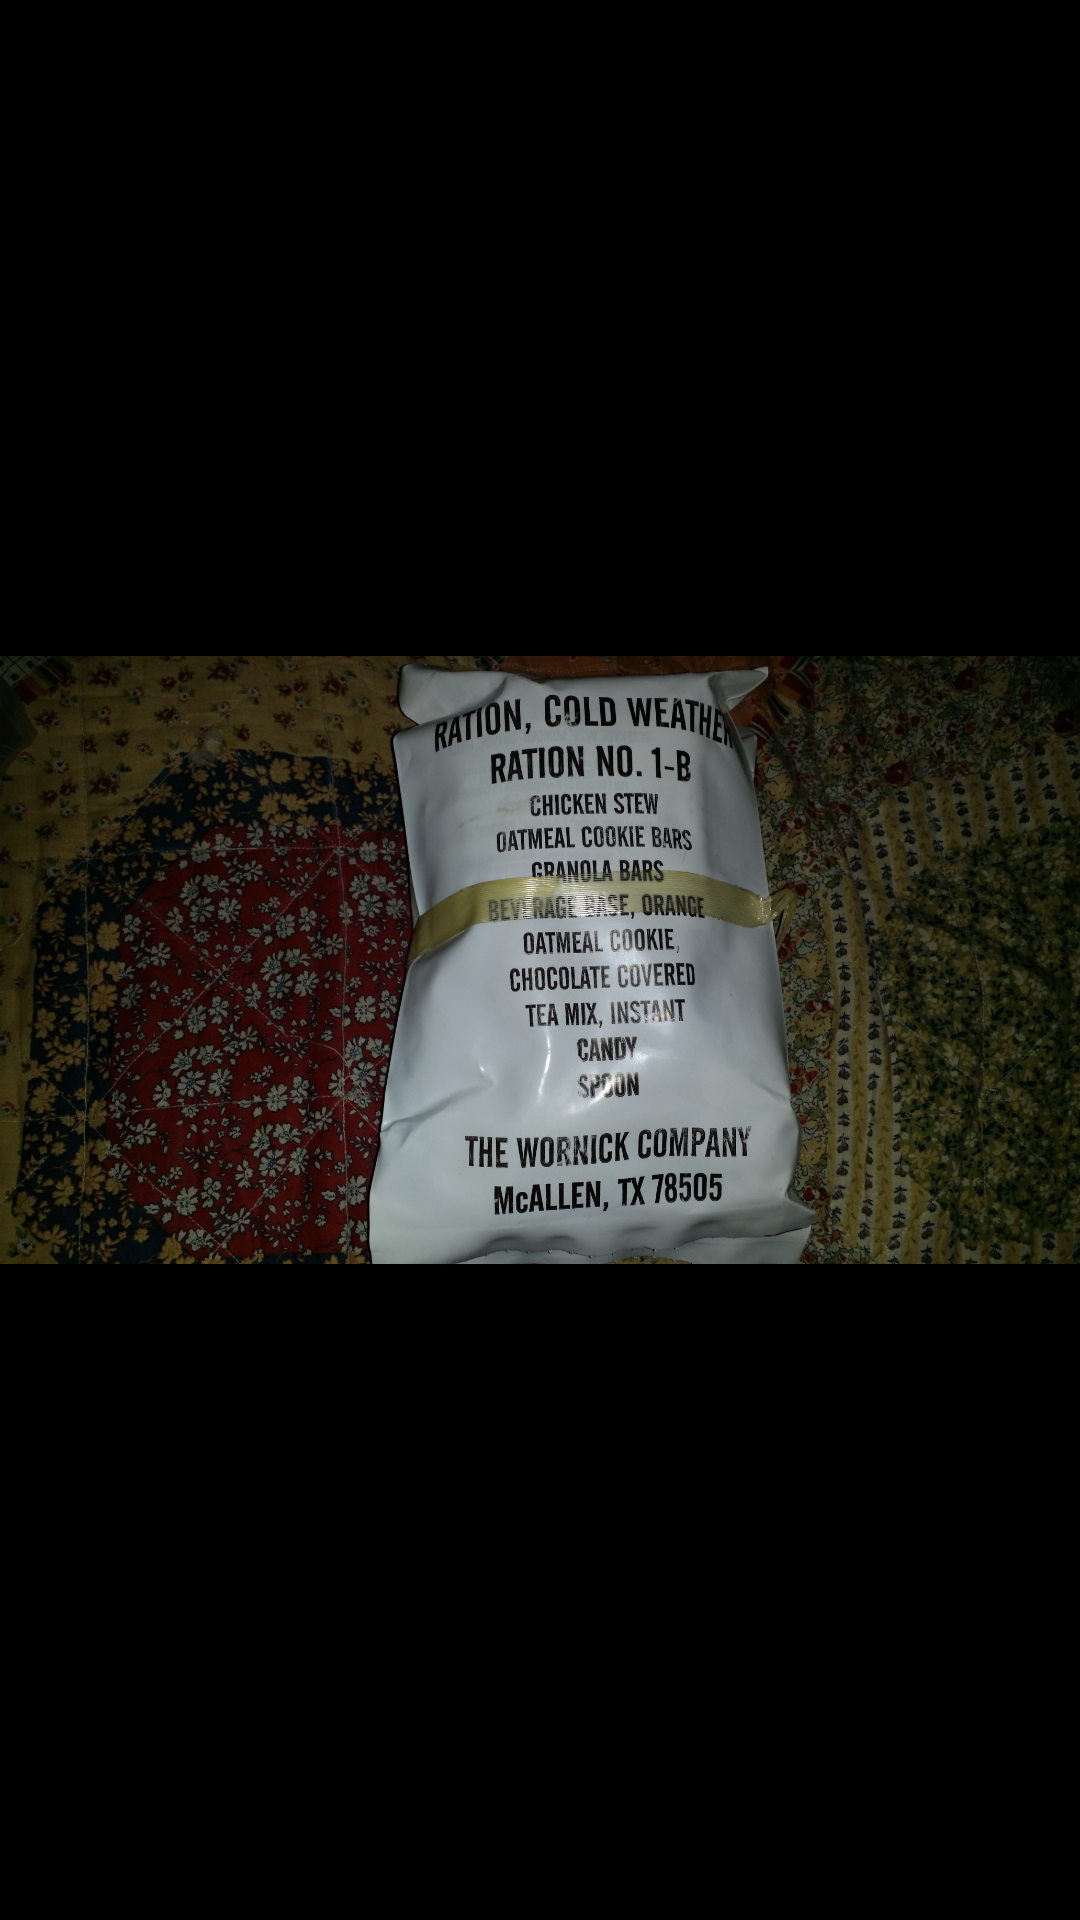 RATION, COLD WEATHER
RATION NO. 1-B
CHICKEN STEW
OATMEAL COOKIE BARS
GRANOLA BARS
BEVERAGE BASE, ORANGE
OATMEAL COOKIE,
CHOCOLATE COVERED
TEA MIX, INSTANT
CANDY
SPOON
THE WORNICK COMPANY
McALLEN, TX 78505